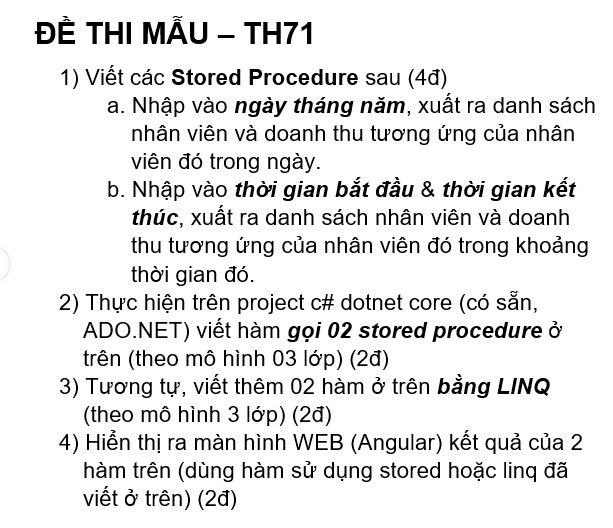 ĐỀ THI MẪU – TH71
1) Viết các Stored Procedure sau (4đ)
a. Nhập vào ngày tháng năm, xuất ra danh sách
nhân viên và doanh thu tương ứng của nhân
viên đó trong ngày.
b. Nhập vào thời gian bắt đầu & thời gian kết
thúc, xuất ra danh sách nhân viên và doanh
thu tương ứng của nhân viên đó trong khoảng
thời gian đó.
2) Thực hiện trên project c# dotnet core (có sẵn,
ADO.NET) viết hàm gọi 02 stored procedure ở
trên (theo mô hình 03 lớp) (2đ)
3) Tương tự, viết thêm 02 hàm ở trên bằng LINQ
(theo mô hình 3 lớp) (2đ)
4) Hiển thị ra màn hình WEB (Angular) kết quả của 2
hàm trên (dùng hàm sử dụng stored hoặc linq đã
viết ở trên) (2đ)